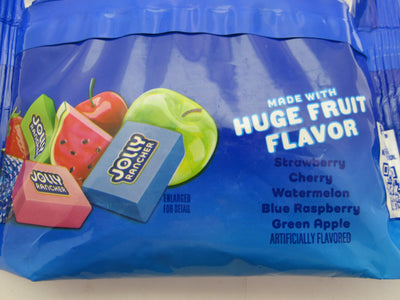 MADE WITH
HUGE FRUIT
FLAVOR
Strawberry
Cherry
Watermelon
Blue Raspberry
Green Apple
ARTIFICIALLY FLAVORED
ENLARGED
FOR DETAIL
JOLLY
RANCHER
JOLLY
RANCHER
JOLLY